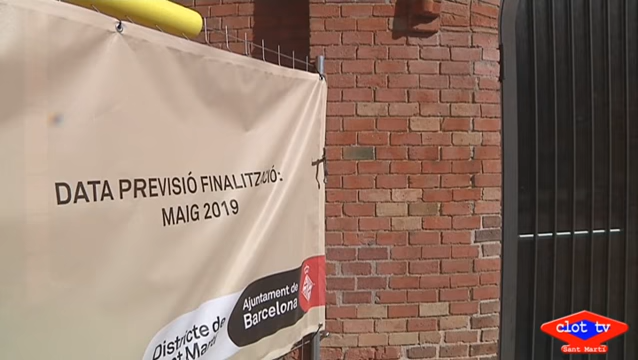 DATA PREVISIÓ FINALITZACIÓ:
MAIG 2019
Ajuntament de
Barcelona
Districte de
clot tv
Sant Martí